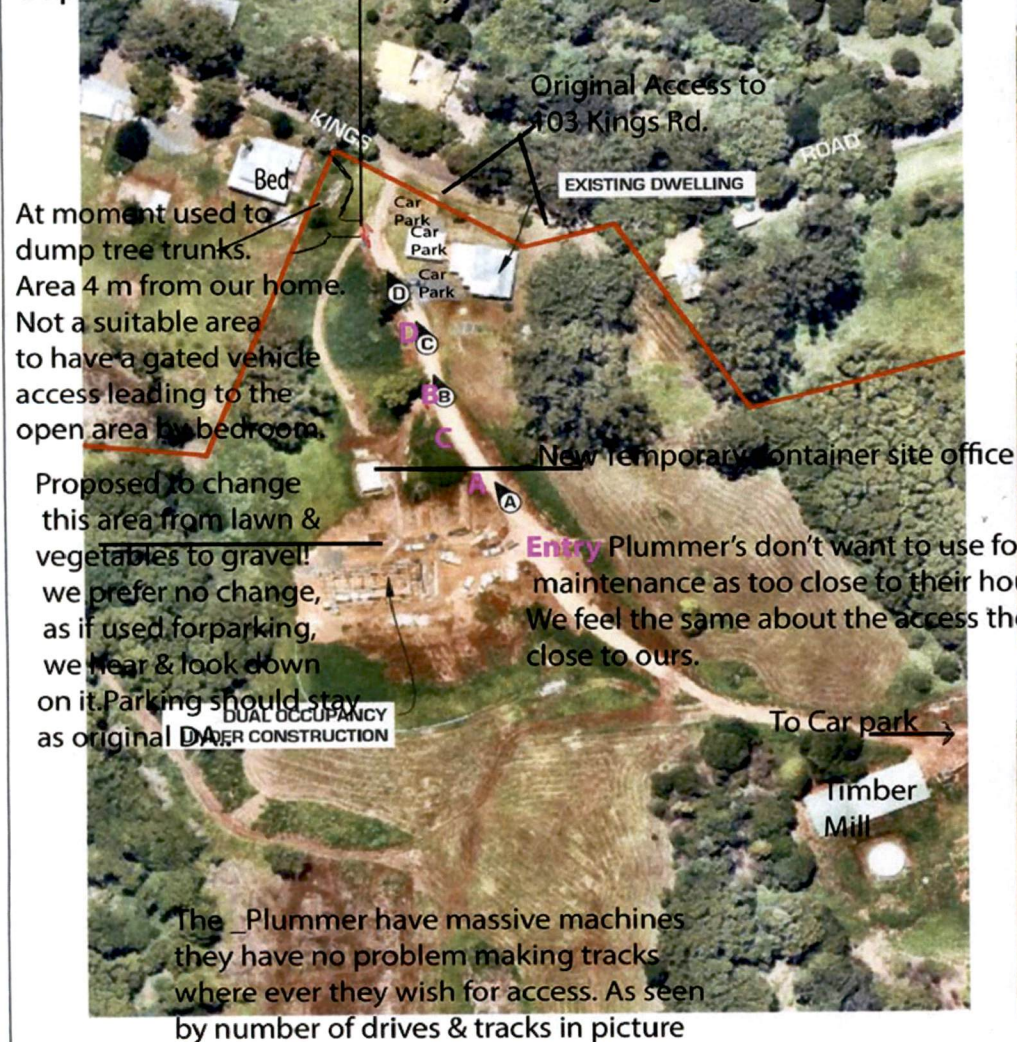 Original Access to
103 Kings Rd.
KINGS
ROAD
EXISTING DWELLING
Bed
Car
Park
Car
Park
Car
Park
At moment used to
dump tree trunks.
Area 4 m from our home.
Not a suitable area
to have a gated vehicle
access leading to the
open area by bedroom
D
D
C
B
B
C
A
A
New Temporary container site office
Proposed to change
this area from lawn &
vegetables to gravel!
we prefer no change,
as if used forparking,
we hear & look down
on it.Parking should stay
as original DA..
Entry Plummer's don't want to use
maintenance as too close to their
We feel the same about the access
close to ours.
DUAL OCCUPANCY
UNDER CONSTRUCTION
To Car park
Timber
Mill
The _Plummer have massive machines
they have no problem making tracks
where ever they wish for access. As seen
by number of drives & tracks in picture